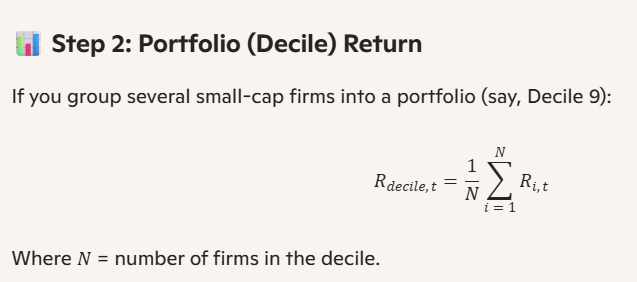 📊 Step 2: Portfolio (Decile) Return
If you group several small-cap firms into a portfolio (say, Decile 9):
R_{decile,t} = \frac{1}{N} \sum_{i=1}^{N} R_{i,t}
Where N = number of firms in the decile.